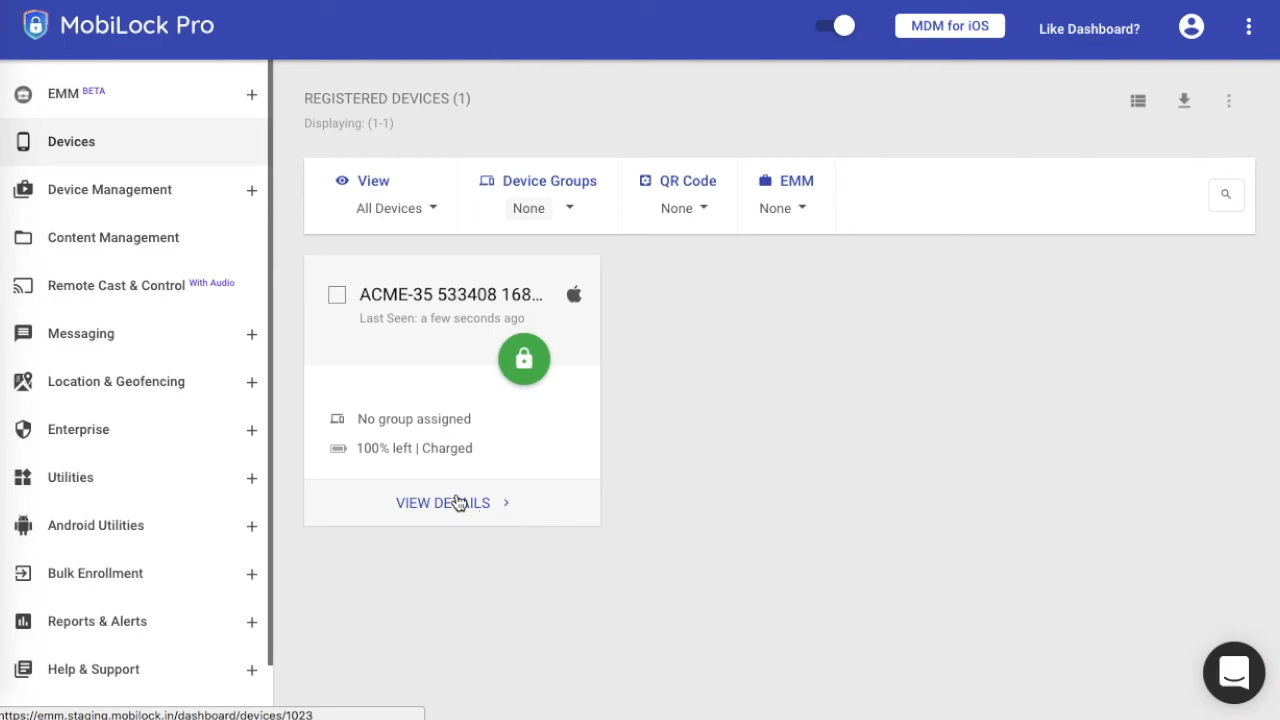 MobiLock Pro
MDM for iOS
Like Dashboard?
EMM BETA
Devices
Device Management
Content Management
Remote Cast & Control With Audio
Messaging
Location & Geofencing
Enterprise
Utilities
Android Utilities
Bulk Enrollment
Reports & Alerts
Help & Support
REGISTERED DEVICES (1)
Displaying: (1-1)
View
All Devices
Device Groups
None
QR Code
None
EMM
None
ACME-35 533408 168...
Last Seen: a few seconds ago
No group assigned
100% left | Charged
VIEW DETAILS
https://emm.staging.mobilock.in/dashboard/devices/1023